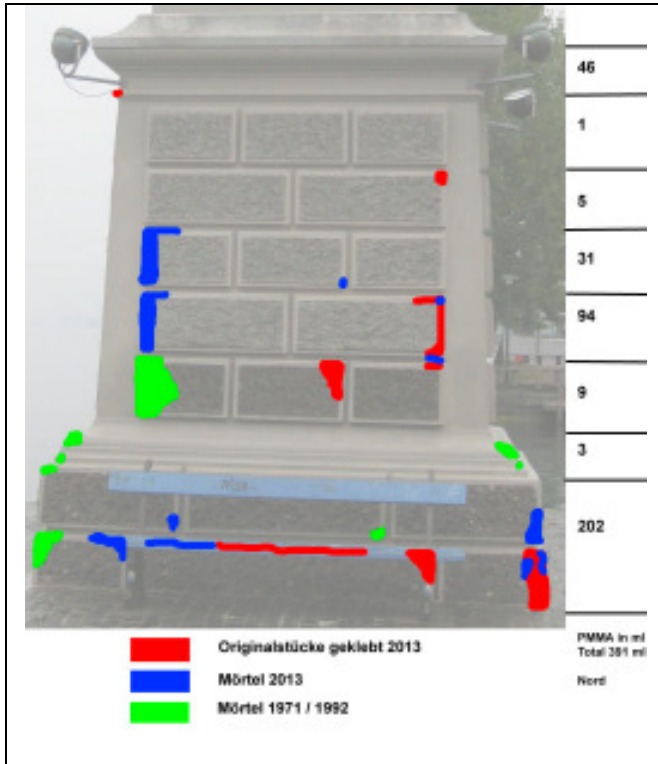 46
1
5
31
94
9
3
202
PMMA in ml
Total 391 ml
Nord
Originalstücke geklebt 2013
Mörtel 2013
Mörtel 1971 / 1992